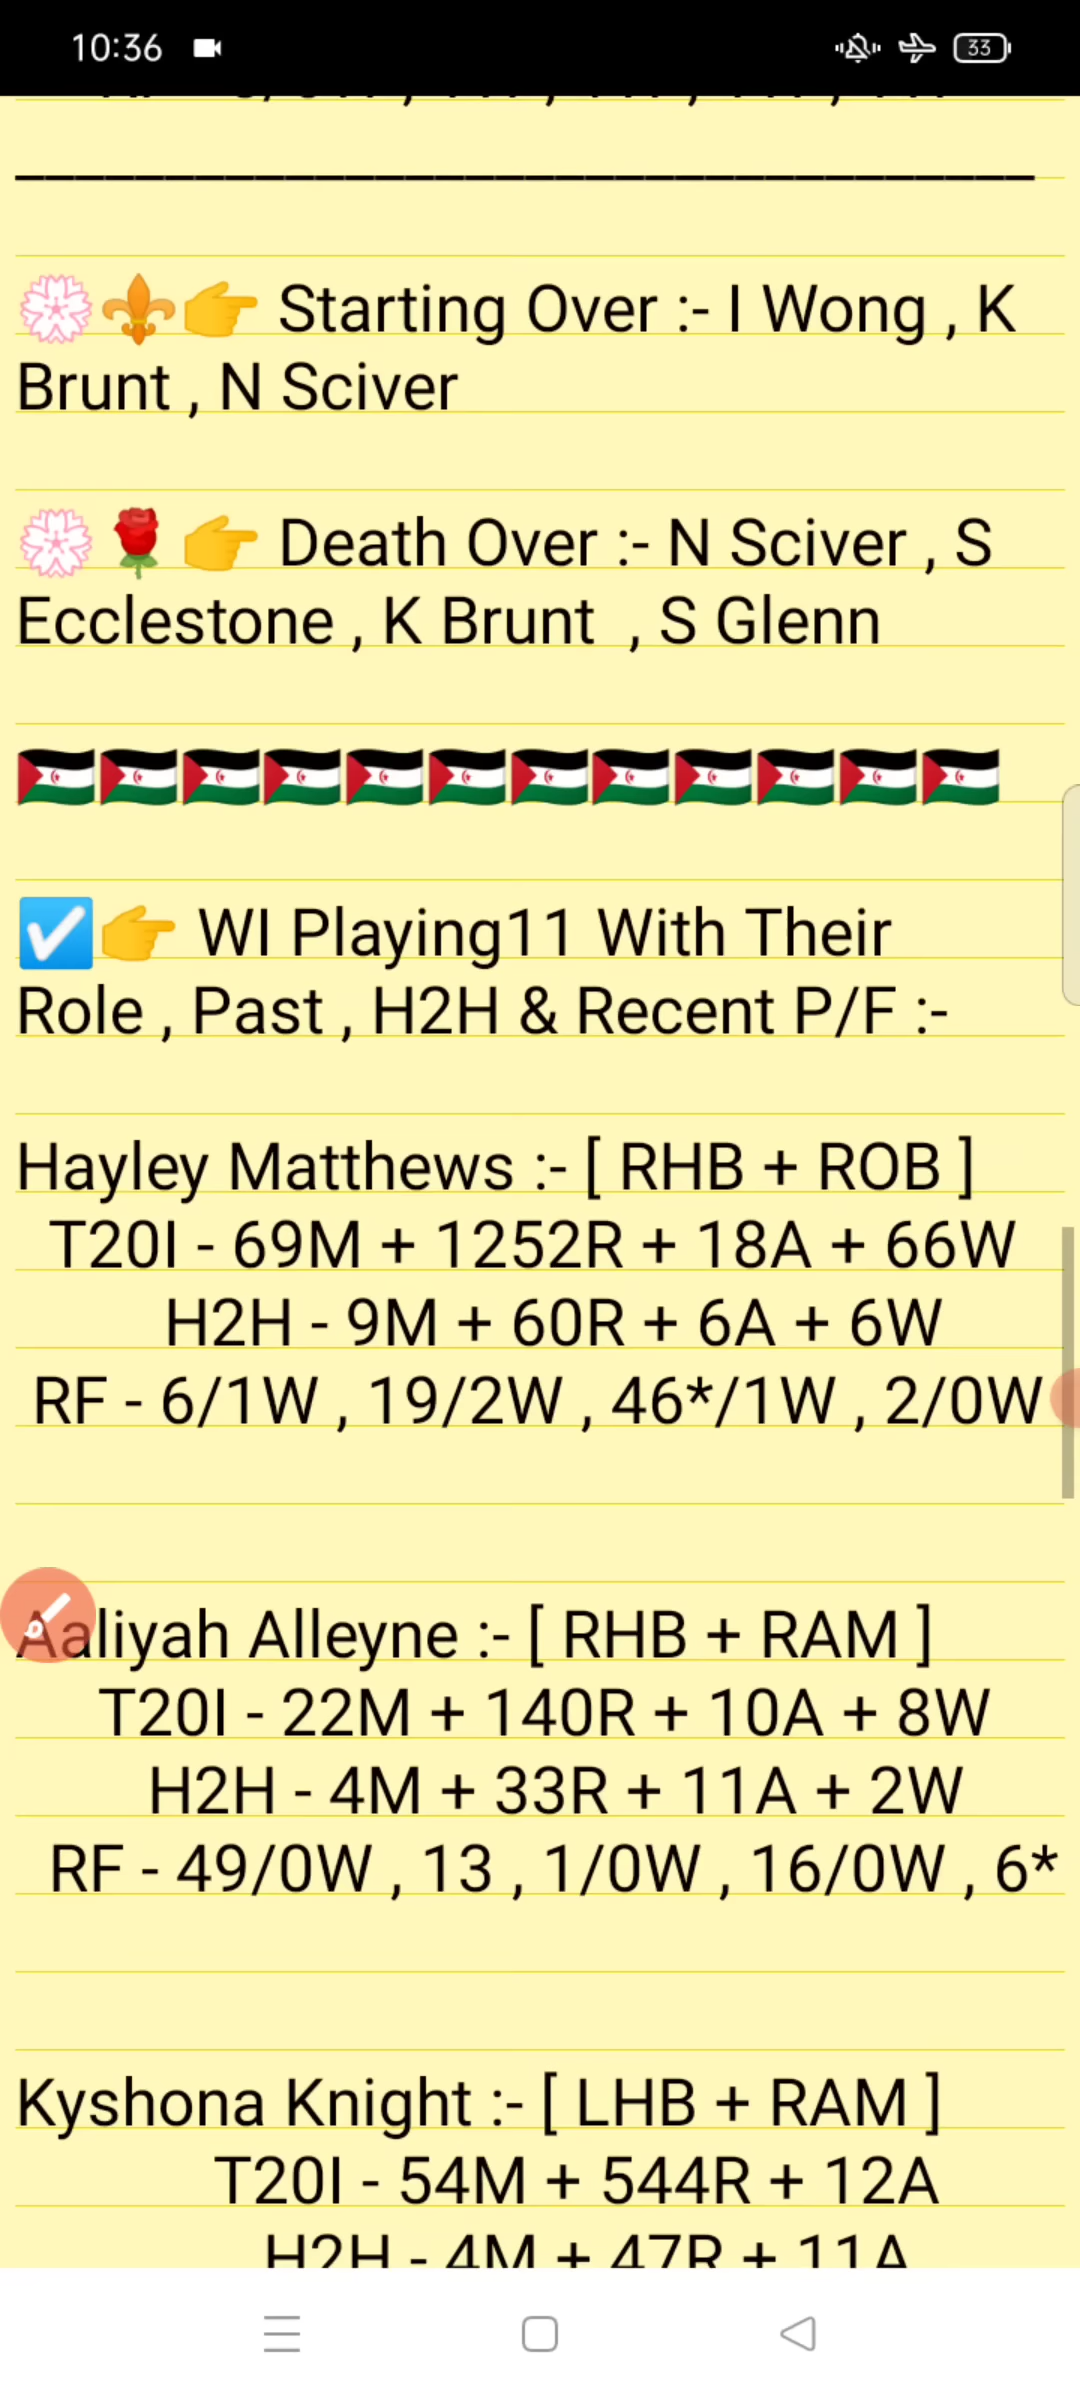 10:36
33
💮⚜️👉 Starting Over :- I Wong , K
Brunt , N Sciver
💮🌹👉 Death Over :- N Sciver , S
Ecclestone , K Brunt , S Glenn
🇪🇭🇪🇭🇪🇭🇪🇭🇪🇭🇪🇭🇪🇭🇪🇭🇪🇭🇪🇭🇪🇭🇪🇭
☑️👉 WI Playing11 With Their
Role , Past , H2H & Recent P/F :-
Hayley Matthews :- [ RHB + ROB ]
T20I - 69M + 1252R + 18A + 66W
H2H - 9M + 60R + 6A + 6W
RF - 6/1W , 19/2W , 46*/1W , 2/0W
Aaliyah Alleyne :- [ RHB + RAM ]
T20I - 22M + 140R + 10A + 8W
H2H - 4M + 33R + 11A + 2W
RF - 49/0W , 13 , 1/0W , 16/0W , 6*
Kyshona Knight :- [ LHB + RAM ]
T20I - 54M + 544R + 12A
H2H - 4M + 47R + 11A